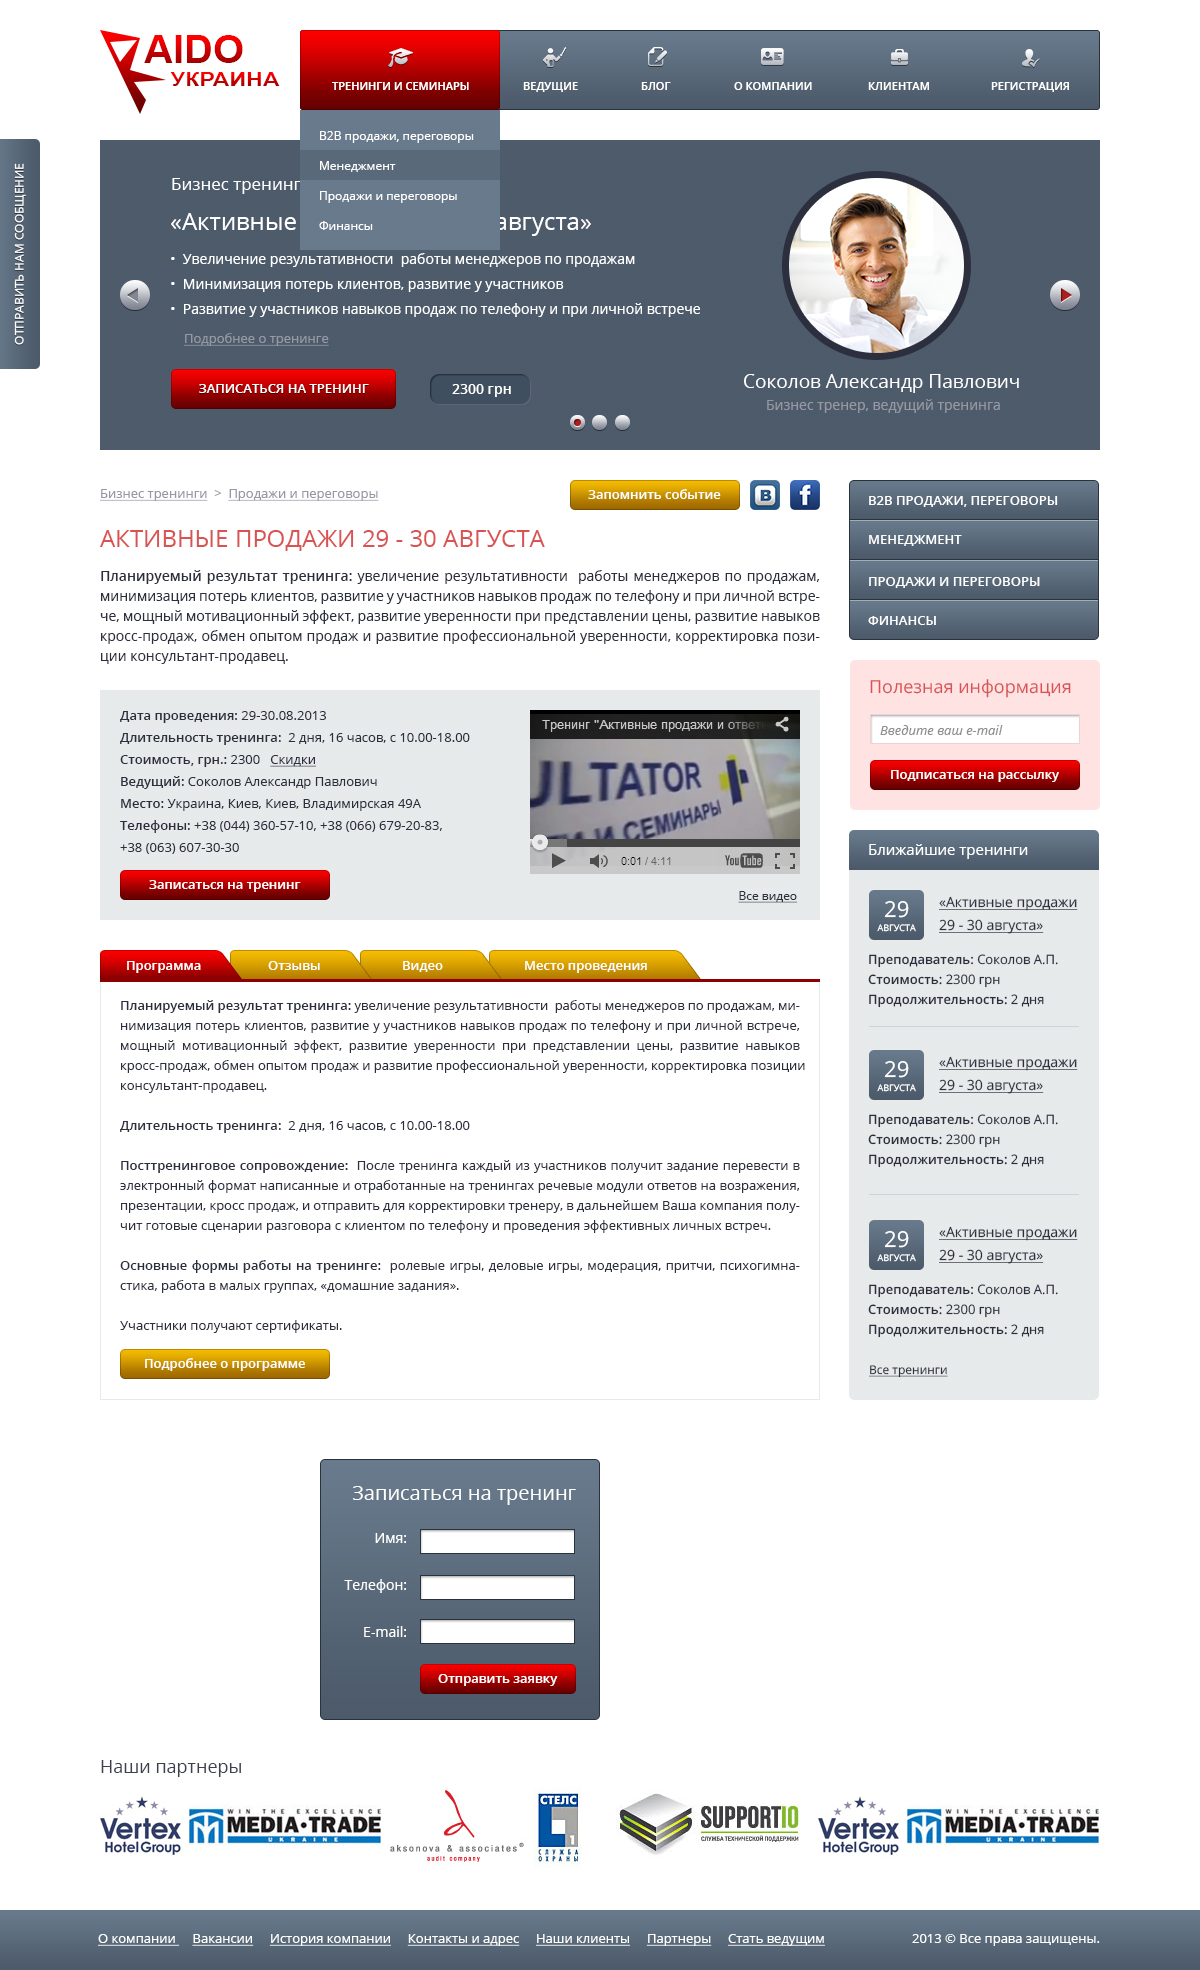 AIDO
УКРАИНА
ТРЕНИНГИ И СЕМИНАРЫ
ВЕДУЩИЕ
БЛОГ
О КОМПАНИИ
КЛИЕНТАМ
РЕГИСТРАЦИЯ
B2B продажи, переговоры
Менеджмент
Продажи и переговоры
Финансы
ОТПРАВИТЬ НАМ СООБЩЕНИЕ
Бизнес тренинг
«Активные августа»
• Увеличение результативности работы менеджеров по продажам
• Минимизация потерь клиентов, развитие у участников
• Развитие у участников навыков продаж по телефону и при личной встрече
Подробнее о тренинге
ЗАПИСАТЬСЯ НА ТРЕНИНГ
2300 грн
Соколов Александр Павлович
Бизнес тренер, ведущий тренинга
Бизнес тренинги > Продажи и переговоры
Запомнить событие
B
f
АКТИВНЫЕ ПРОДАЖИ 29 - 30 АВГУСТА
Планируемый результат тренинга: увеличение результативности работы менеджеров по продажам,
минимизация потерь клиентов, развитие у участников навыков продаж по телефону и при личной встре-
че, мощный мотивационный эффект, развитие уверенности при представлении цены, развитие навыков
кросс-продаж, обмен опытом продаж и развитие профессиональной уверенности, корректировка пози-
ции консультант-продавец.
Дата проведения: 29-30.08.2013
Длительность тренинга: 2 дня, 16 часов, с 10.00-18.00
Стоимость, грн.: 2300 Скидки
Ведущий: Соколов Александр Павлович
Место: Украина, Киев, Киев, Владимирская 49А
Телефоны: +38 (044) 360-57-10, +38 (066) 679-20-83,
+38 (063) 607-30-30
Записаться на тренинг
Тренинг "Активные продажи и ответы
ULTATOR
И СЕМИНАРЫ
0:01 / 4:11
YouTube
Все видео
Программа
Отзывы
Видео
Место проведения
Планируемый результат тренинга: увеличение результативности работы менеджеров по продажам, ми-
нимизация потерь клиентов, развитие у участников навыков продаж по телефону и при личной встрече,
мощный мотивационный эффект, развитие уверенности при представлении цены, развитие навыков
кросс-продаж, обмен опытом продаж и развитие профессиональной уверенности, корректировка позиции
консультант-продавец.
Длительность тренинга: 2 дня, 16 часов, с 10.00-18.00
Посттренинговое сопровождение: После тренинга каждый из участников получит задание перевести в
электронный формат написанные и отработанные на тренингах речевые модули ответов на возражения,
презентации, кросс продаж, и отправить для корректировки тренеру, в дальнейшем Ваша компания полу-
чит готовые сценарии разговора с клиентом по телефону и проведения эффективных личных встреч.
Основные формы работы на тренинге: ролевые игры, деловые игры, модерация, притчи, психогимна-
стика, работа в малых группах, «домашние задания».
Участники получают сертификаты.
Подробнее о программе
B2B ПРОДАЖИ, ПЕРЕГОВОРЫ
МЕНЕДЖМЕНТ
ПРОДАЖИ И ПЕРЕГОВОРЫ
ФИНАНСЫ
Полезная информация
Введите ваш e-mail
Подписаться на рассылку
Ближайшие тренинги
29
АВГУСТА
«Активные продажи
29 - 30 августа»
Преподаватель: Соколов А.П.
Стоимость: 2300 грн
Продолжительность: 2 дня
29
АВГУСТА
«Активные продажи
29 - 30 августа»
Преподаватель: Соколов А.П.
Стоимость: 2300 грн
Продолжительность: 2 дня
29
АВГУСТА
«Активные продажи
29 - 30 августа»
Преподаватель: Соколов А.П.
Стоимость: 2300 грн
Продолжительность: 2 дня
Все тренинги
Записаться на тренинг
Имя:
Телефон:
E-mail:
Отправить заявку
Наши партнеры
Vertex
Hotel Group
WIN THE EXCELLENCE
MEDIA•TRADE
UKRAINE
aksonova & associates®
audit company
СТЕЛС
1
СЛУЖБА
ОХРАНЫ
SUPPORTIO
СЛУЖБА ТЕХНИЧЕСКОЙ ПОДДЕРЖКИ
Vertex
Hotel Group
WIN THE EXCELLENCE
MEDIA•TRADE
UKRAINE
О компании Вакансии История компании Контакты и адрес Наши клиенты Партнеры Стать ведущим
2013 © Все права защищены.